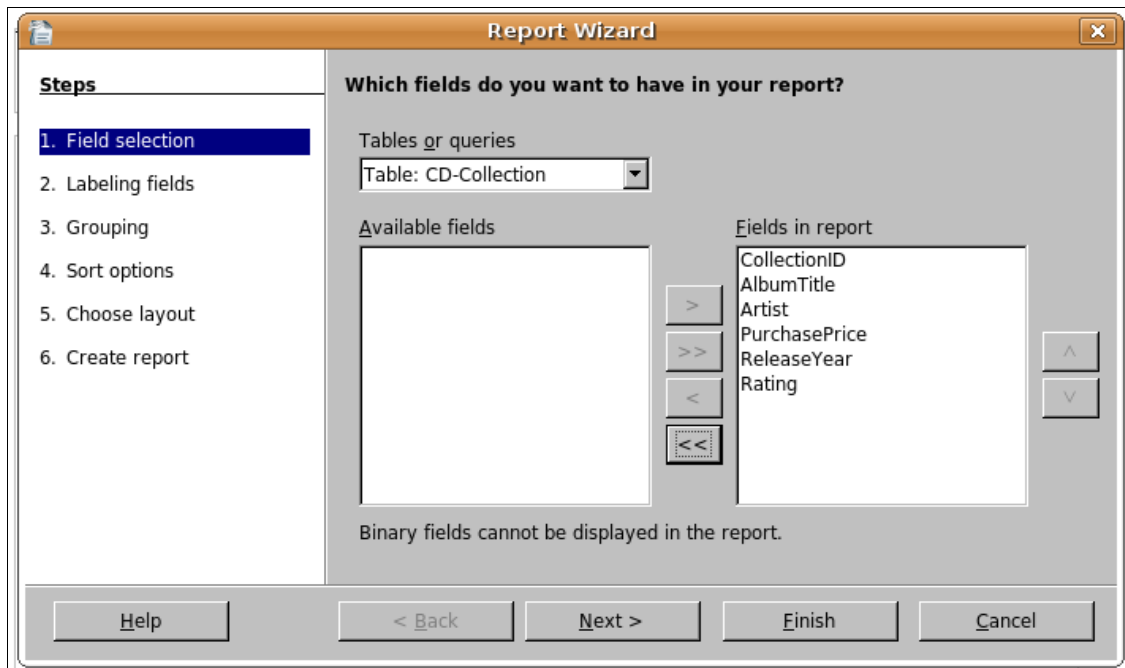 Report Wizard
Steps
1. Field selection
2. Labeling fields
3. Grouping
4. Sort options
5. Choose layout
6. Create report
Which fields do you want to have in your report?
Tables or queries
Table: CD-Collection
Available fields
>
>>
<
<<
Fields in report
CollectionID
AlbumTitle
Artist
PurchasePrice
ReleaseYear
Rating
Binary fields cannot be displayed in the report.
Help
< Back
Next >
Finish
Cancel